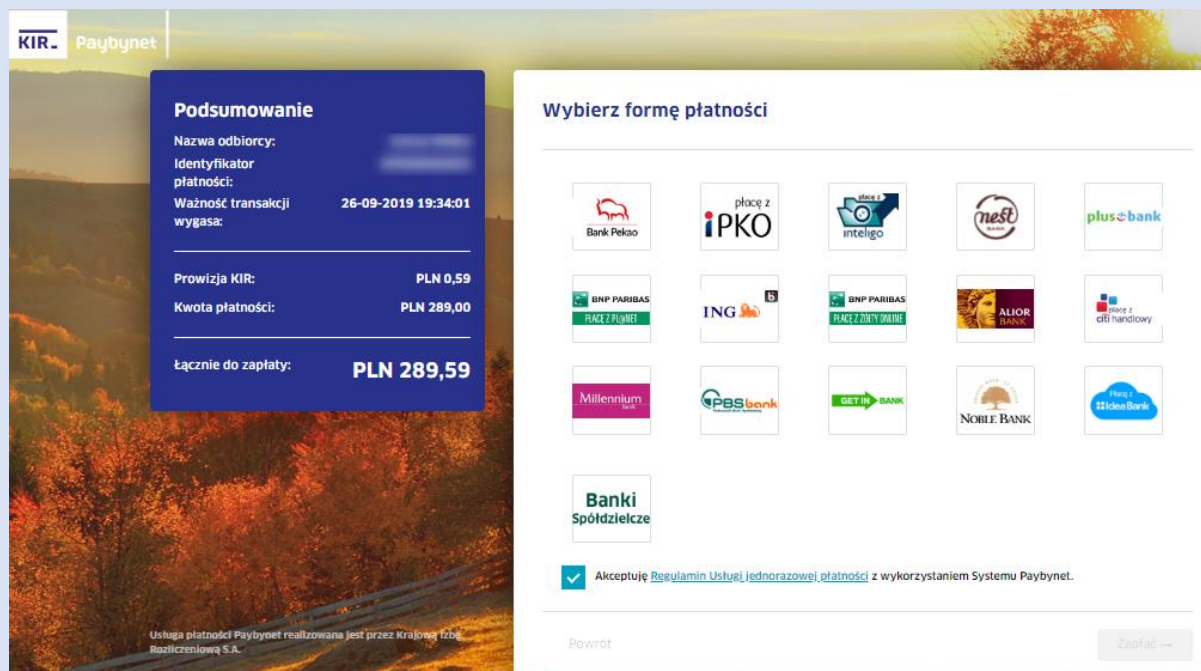 KIR_ Paybynet
Podsumowanie
Nazwa odbiorcy:
Identyfikator
płatności:
Ważność transakcji 26-09-2019 19:34:01
wygasa:
Prowizja KIR: PLN 0,59
Kwota płatności: PLN 289,00
Łącznie do zapłaty: PLN 289,59
Usługa płatności Paybynet realizowana jest przez Krajową Izbę
Rozliczeniową S.A.
Wybierz formę płatności
Bank Pekao
płacę z
iPKO
płacę z
inteligo
nest
BANK
plus bank
BNP PARIBAS
PŁACĘ Z PL@NET
ING
BNP PARIBAS
PŁACĘ Z ŻÓŁTY ONLINE
ALIOR
BANK
płacę z
citi handlowy
Millennium
bank
PBSbank
GET IN BANK
NOBLE BANK
Płacę z
IdeaBank
Banki
Spółdzielcze
Akceptuję Regulamin Usługi jednorazowej płatności z wykorzystaniem Systemu Paybynet.
Powrót Zapłać →